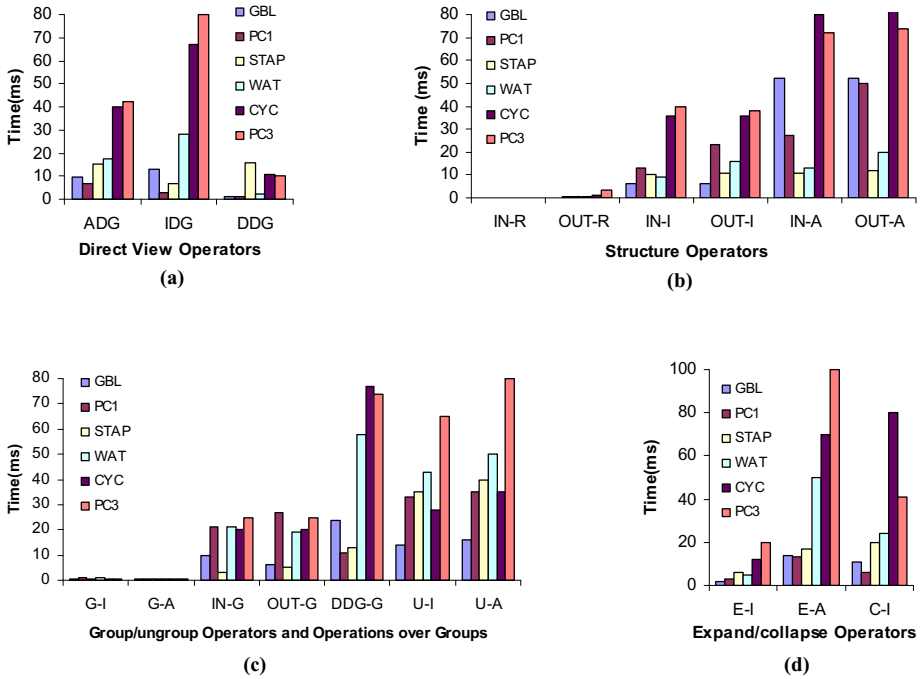 80
70
60
50
40
30
20
10
0
Time(ms)
GBL
PC1
STAP
WAT
CYC
PC3
ADG IDG DDG
Direct View Operators
(a)
80
70
60
50
40
30
20
10
0
Time (ms)
GBL
PC1
STAP
WAT
CYC
PC3
IN-R OUT-R IN-I OUT-I IN-A OUT-A
Structure Operators
(b)
80
70
60
50
40
30
20
10
0
Time(ms)
GBL
PC1
STAP
WAT
CYC
PC3
G-I G-A IN-G OUT-G DDG-G U-I U-A
Group/ungroup Operators and Operations over Groups
(c)
100
80
60
40
20
0
Time(ms)
GBL
PC1
STAP
WAT
CYC
PC3
E-I E-A C-I
Expand/collapse Operators
(d)